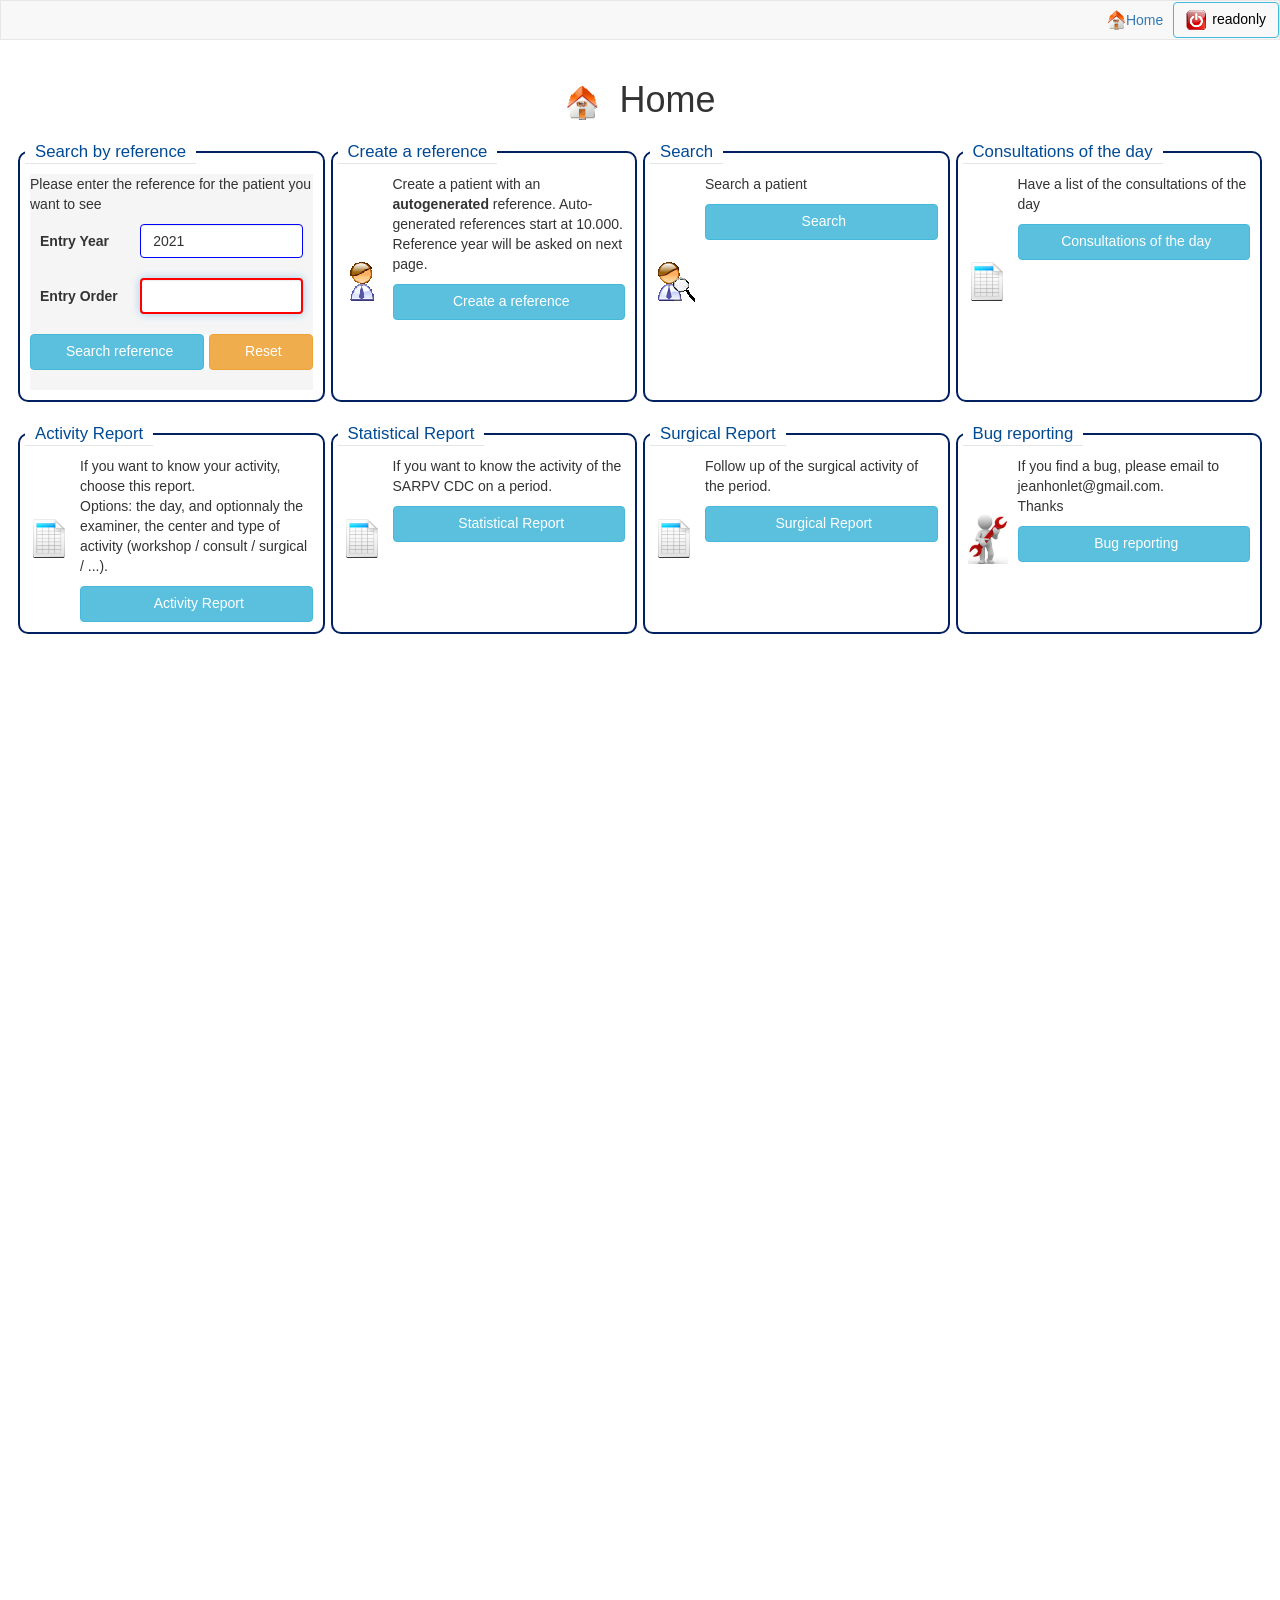 Home
readonly
Home
Search by reference
Please enter the reference for the patient you
want to see
Entry Year
2021
Entry Order
Search reference
Reset
Create a reference
Create a patient with an
autogenerated reference. Auto-
generated references start at 10.000.
Reference year will be asked on next
page.
Create a reference
Search
Search a patient
Search
Consultations of the day
Have a list of the consultations of the
day
Consultations of the day
Activity Report
If you want to know your activity,
choose this report.
Options: the day, and optionnaly the
examiner, the center and type of
activity (workshop / consult / surgical
/ ...).
Activity Report
Statistical Report
If you want to know the activity of the
SARPV CDC on a period.
Statistical Report
Surgical Report
Follow up of the surgical activity of
the period.
Surgical Report
Bug reporting
If you find a bug, please email to
jeanhonlet@gmail.com.
Thanks
Bug reporting